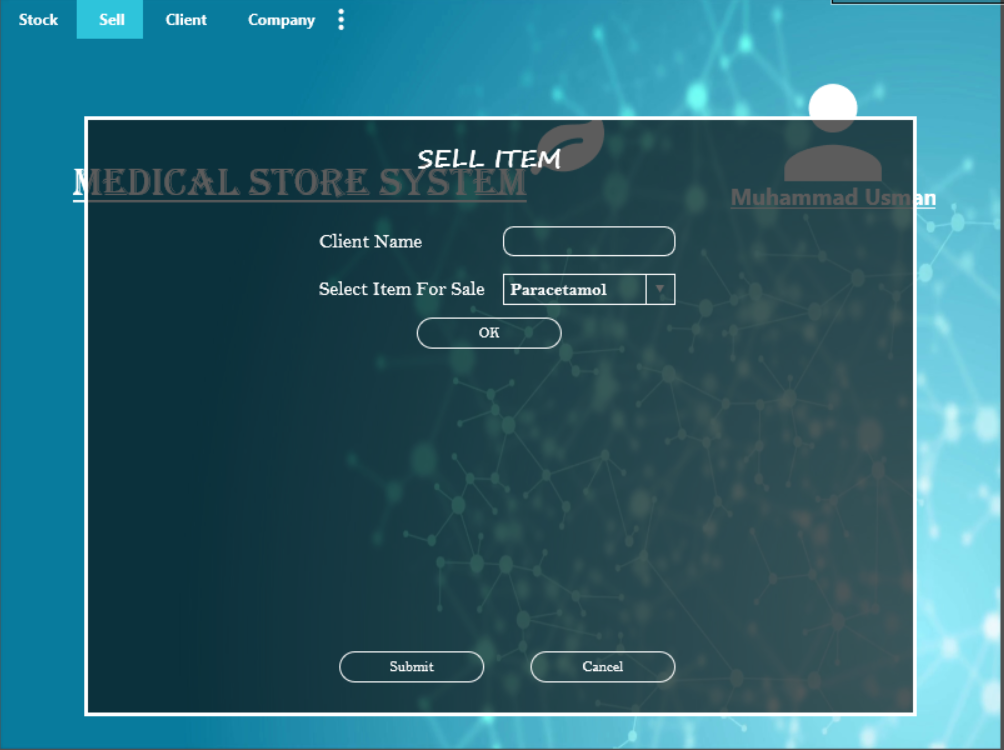 Stock Sell Client Company
SELL ITEM
MEDICAL STORE SYSTEM
Muhammad Usman
Client Name
Select Item For Sale Paracetamol
OK
Submit Cancel